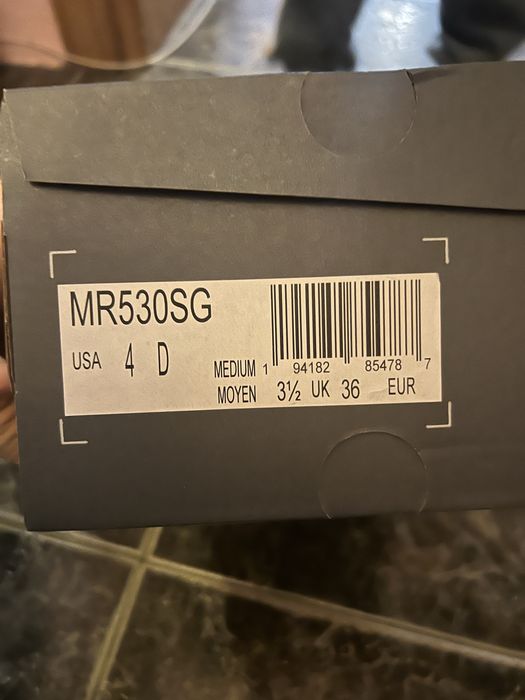 MR530SG
USA 4 D
MEDIUM 1 94182 85478 7
MOYEN 3½ UK 36 EUR